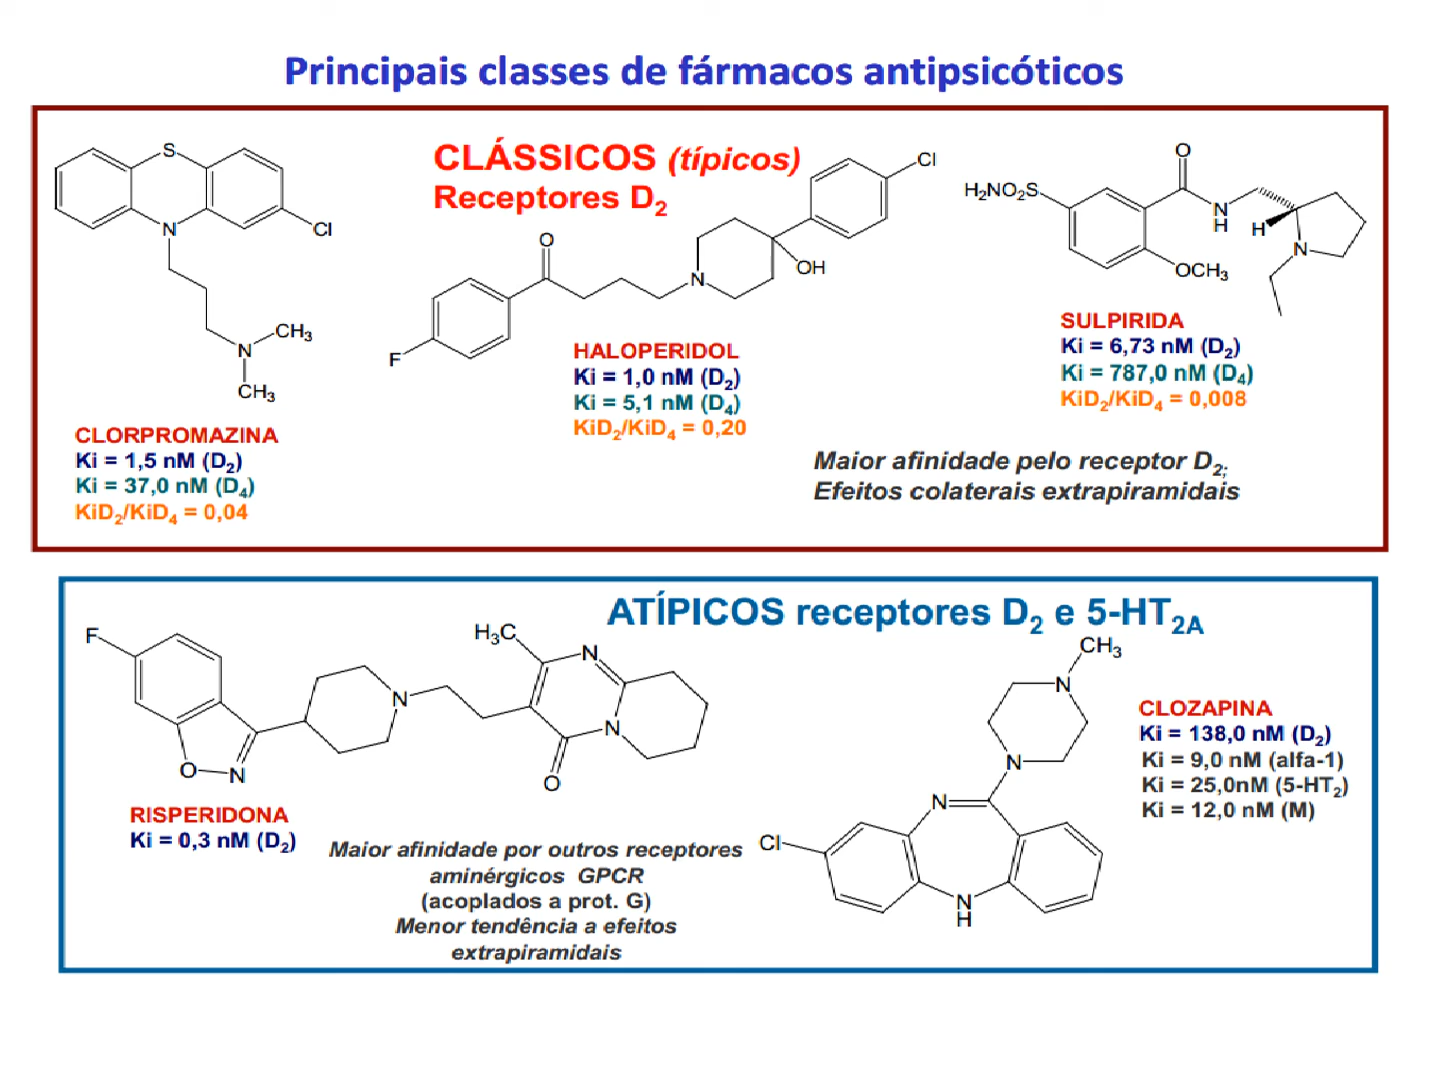 Principais classes de fármacos antipsicóticos
CLÁSSICOS (típicos)
Receptores D2
S
N
Cl
N
CH3
CH3
CLORPROMAZINA
Ki = 1,5 nM (D2)
Ki = 37,0 nM (D4)
KiD2/KiD4 = 0,04
O
F
N
OH
Cl
HALOPERIDOL
Ki = 1,0 nM (D2)
Ki = 5,1 nM (D4)
KiD2/KiD4 = 0,20
H2NO2S
O
N
H
H
N
OCH3
SULPIRIDA
Ki = 6,73 nM (D2)
Ki = 787,0 nM (D4)
KiD2/KiD4 = 0,008
Maior afinidade pelo receptor D2;
Efeitos colaterais extrapiramidais
ATÍPICOS receptores D2 e 5-HT2A
F
O
N
N
H3C
N
N
O
RISPERIDONA
Ki = 0,3 nM (D2)
Maior afinidade por outros receptores
aminérgicos GPCR
(acoplados a prot. G)
Menor tendência a efeitos
extrapiramidais
CH3
N
N
N
Cl
N
H
CLOZAPINA
Ki = 138,0 nM (D2)
Ki = 9,0 nM (alfa-1)
Ki = 25,0nM (5-HT2)
Ki = 12,0 nM (M)